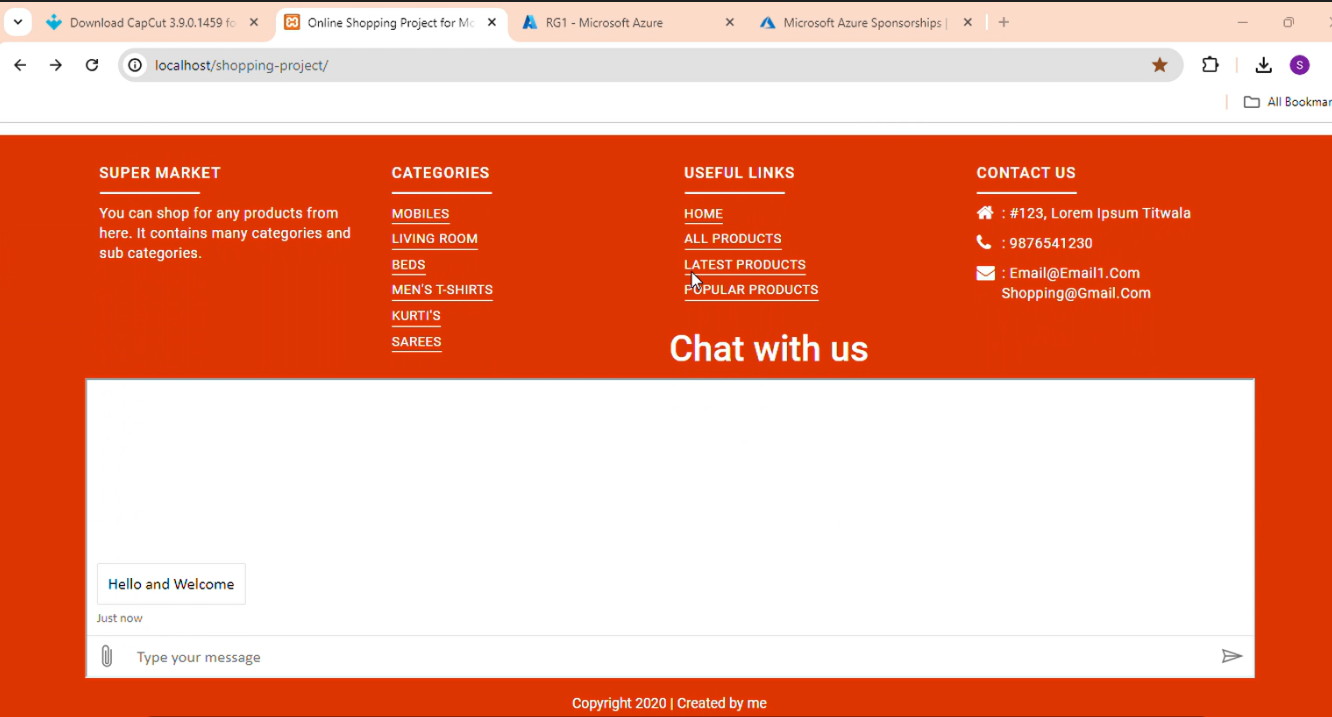 Download CapCut 3.9.0.1459 fo
Online Shopping Project for Mc
RG1 - Microsoft Azure
Microsoft Azure Sponsorships |
localhost/shopping-project/
S
All Bookmar
SUPER MARKET
You can shop for any products from
here. It contains many categories and
sub categories.
CATEGORIES
MOBILES
LIVING ROOM
BEDS
MEN'S T-SHIRTS
KURTI'S
SAREES
USEFUL LINKS
HOME
ALL PRODUCTS
LATEST PRODUCTS
POPULAR PRODUCTS
CONTACT US
: #123, Lorem Ipsum Titwala
: 9876541230
: Email@Email1.Com
Shopping@Gmail.Com
Chat with us
Hello and Welcome
Just now
Type your message
Copyright 2020 | Created by me